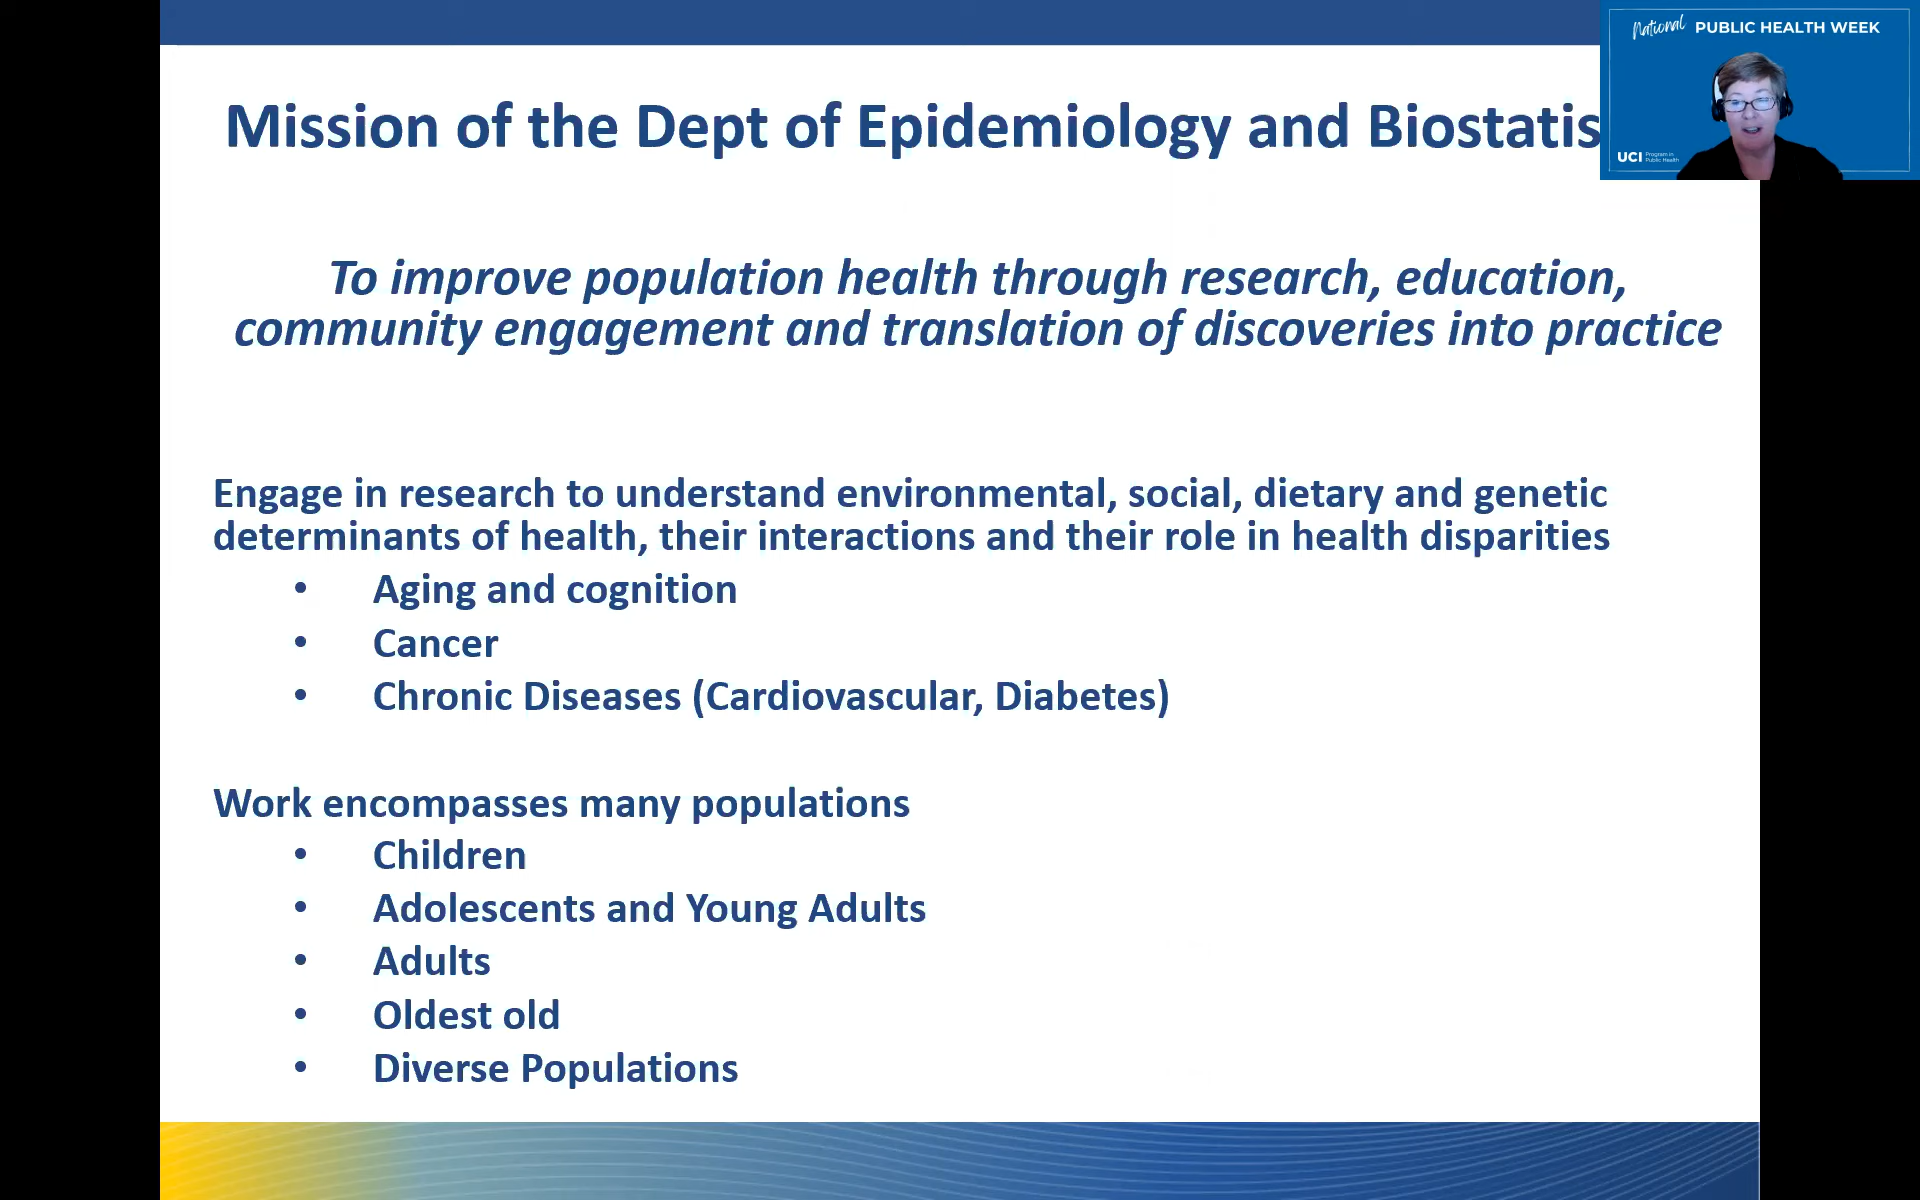 National PUBLIC HEALTH WEEK
Mission of the Dept of Epidemiology and Biostatis
UCI Program in
Public Health
To improve population health through research, education,
community engagement and translation of discoveries into practice
Engage in research to understand environmental, social, dietary and genetic
determinants of health, their interactions and their role in health disparities
• Aging and cognition
• Cancer
• Chronic Diseases (Cardiovascular, Diabetes)
Work encompasses many populations
• Children
• Adolescents and Young Adults
• Adults
• Oldest old
• Diverse Populations